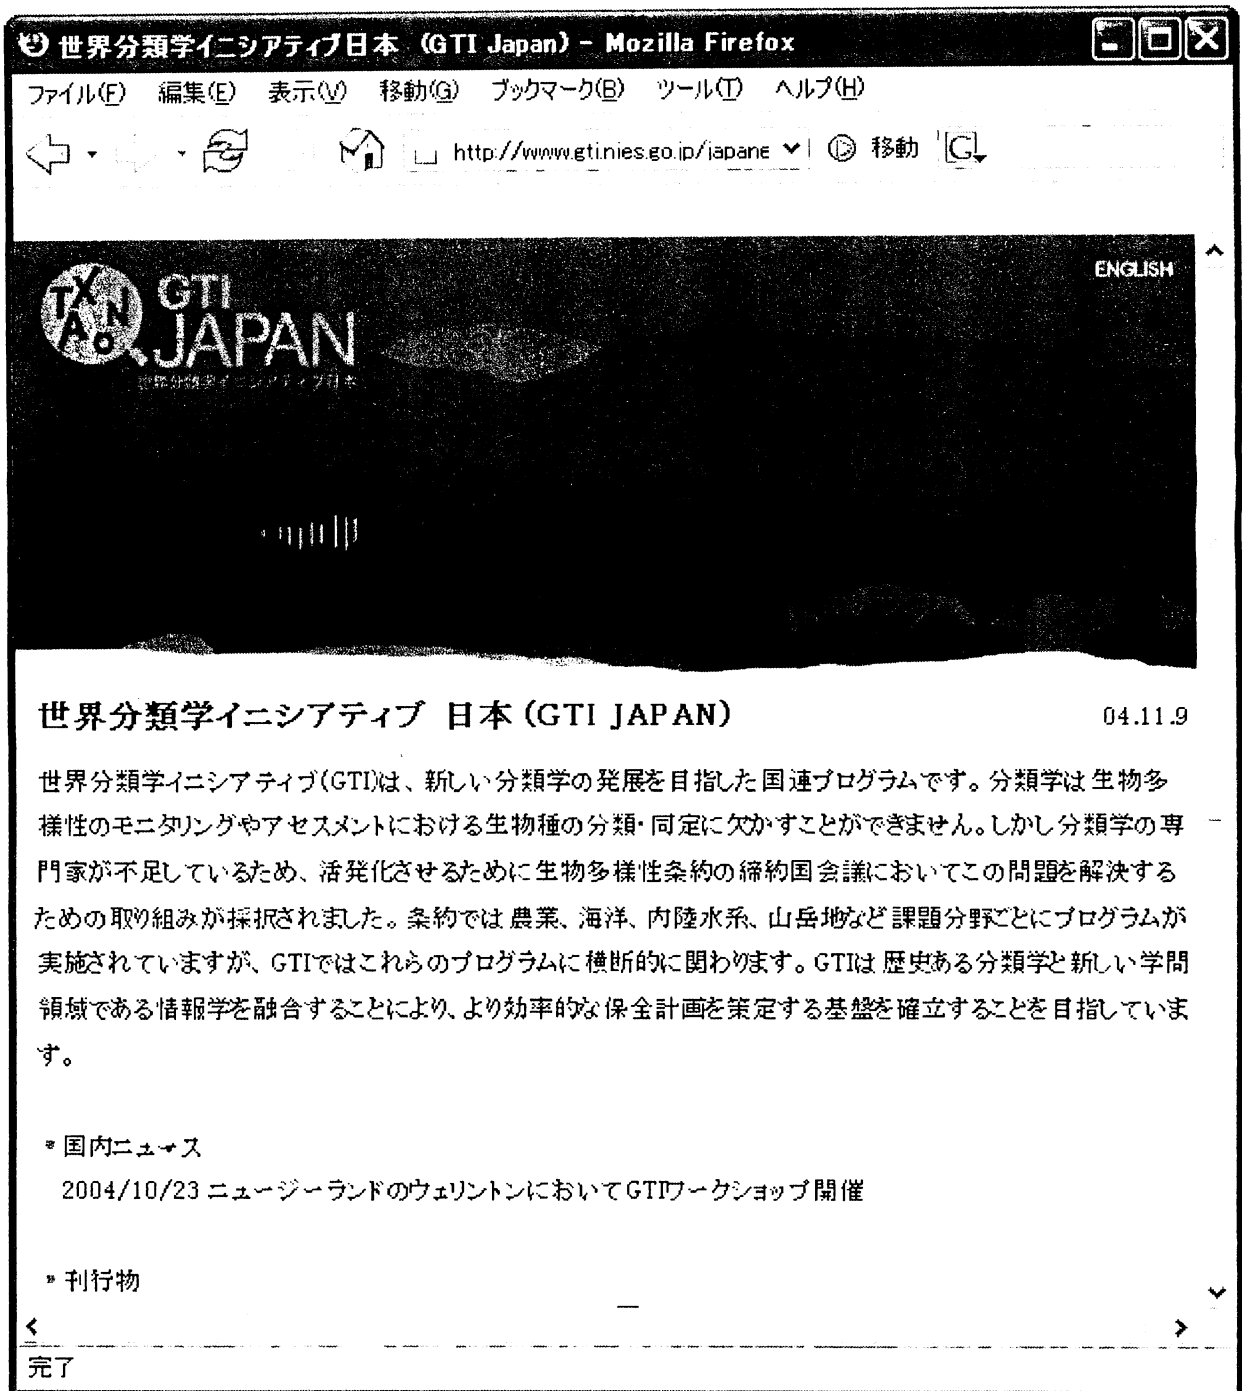 世界分類学イニシアティブ日本 (GTI Japan) - Mozilla Firefox
ファイル(F) 編集(E) 表示(V) 移動(G) ブックマーク(B) ツール(T) ヘルプ(H)
http://www.gti.nies.go.jp/japane 移動 G
ENGLISH
TAXON
GTI
JAPAN
世界分類学イニシアティブ日本
世界分類学イニシアティブ 日本 (GTI JAPAN) 04.11.9
世界分類学イニシアティブ(GTI)は、新しい分類学の発展を目指した国連プログラムです。分類学は生物多
様性のモニタリングやアセスメントにおける生物種の分類・同定に欠かすことができません。しかし分類学の専
門家が不足しているため、活発化させるために生物多様性条約の締約国会議においてこの問題を解決する
ための取り組みが採択されました。条約では農業、海洋、内陸水系、山岳地など課題分野ごとにプログラムが
実施されていますが、GTIではこれらのプログラムに横断的に関わります。GTIは歴史ある分類学と新しい学問
領域である情報学を融合することにより、より効率的な保全計画を策定する基盤を確立することを目指していま
す。
国内ニュース
2004/10/23 ニュージーランドのウェリントンにおいてGTIワークショップ開催
刊行物
完了